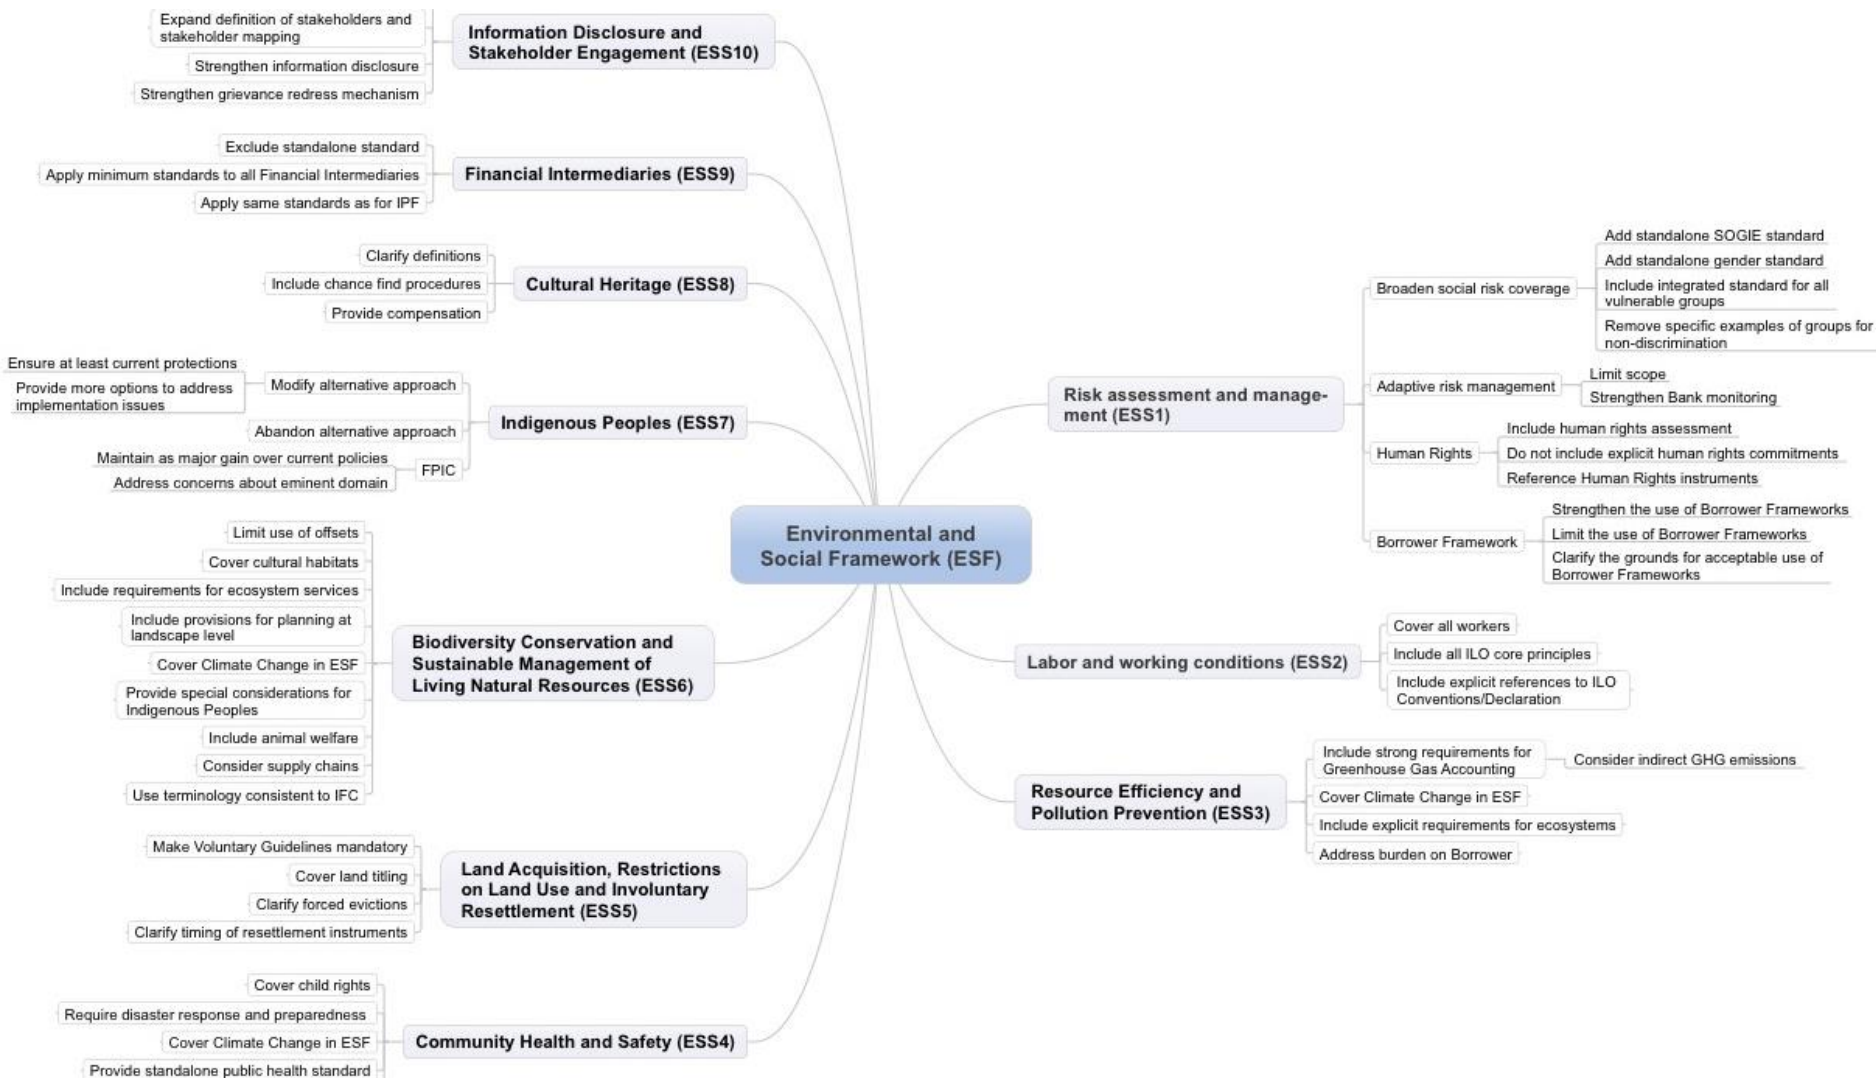 Expand definition of stakeholders and
stakeholder mapping
Strengthen information disclosure
Strengthen grievance redress mechanism
Information Disclosure and
Stakeholder Engagement (ESS10)
Exclude standalone standard
Apply minimum standards to all Financial Intermediaries
Apply same standards as for IPF
Financial Intermediaries (ESS9)
Clarify definitions
Include chance find procedures
Provide compensation
Cultural Heritage (ESS8)
Ensure at least current protections
Provide more options to address
implementation issues
Modify alternative approach
Abandon alternative approach
Maintain as major gain over current policies
Address concerns about eminent domain
FPIC
Indigenous Peoples (ESS7)
Limit use of offsets
Cover cultural habitats
Include requirements for ecosystem services
Include provisions for planning at
landscape level
Cover Climate Change in ESF
Provide special considerations for
Indigenous Peoples
Include animal welfare
Consider supply chains
Use terminology consistent to IFC
Biodiversity Conservation and
Sustainable Management of
Living Natural Resources (ESS6)
Make Voluntary Guidelines mandatory
Cover land titling
Clarify forced evictions
Clarify timing of resettlement instruments
Land Acquisition, Restrictions
on Land Use and Involuntary
Resettlement (ESS5)
Cover child rights
Require disaster response and preparedness
Cover Climate Change in ESF
Provide standalone public health standard
Community Health and Safety (ESS4)
Environmental and
Social Framework (ESF)
Risk assessment and manage-
ment (ESS1)
Broaden social risk coverage
Add standalone SOGIE standard
Add standalone gender standard
Include integrated standard for all
vulnerable groups
Remove specific examples of groups for
non-discrimination
Adaptive risk management
Limit scope
Strengthen Bank monitoring
Human Rights
Include human rights assessment
Do not include explicit human rights commitments
Reference Human Rights instruments
Borrower Framework
Strengthen the use of Borrower Frameworks
Limit the use of Borrower Frameworks
Clarify the grounds for acceptable use of
Borrower Frameworks
Labor and working conditions (ESS2)
Cover all workers
Include all ILO core principles
Include explicit references to ILO
Conventions/Declaration
Resource Efficiency and
Pollution Prevention (ESS3)
Include strong requirements for
Greenhouse Gas Accounting
Consider indirect GHG emissions
Cover Climate Change in ESF
Include explicit requirements for ecosystems
Address burden on Borrower